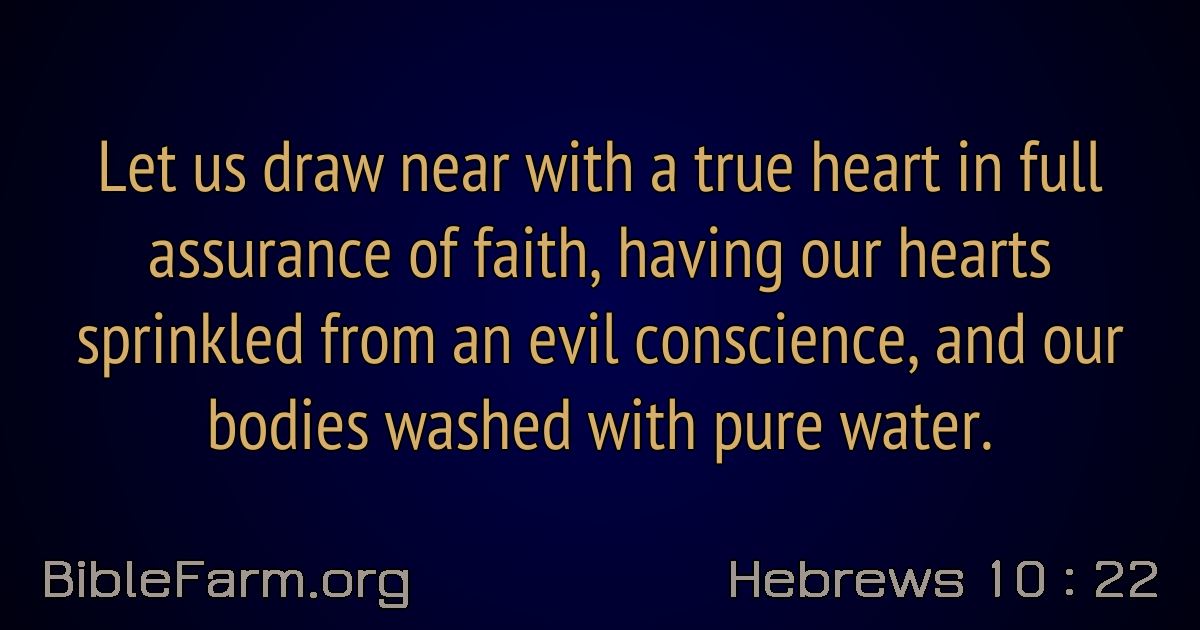 Let us draw near with a true heart in full
assurance of faith, having our hearts
sprinkled from an evil conscience, and our
bodies washed with pure water.
BibleFarm.org
Hebrews 10 : 22